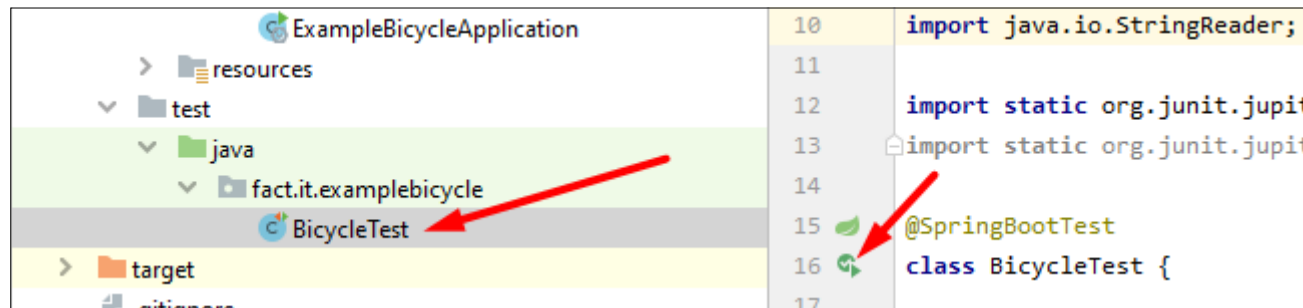 ExampleBicycleApplication
resources
test
java
fact.it.examplebicycle
BicycleTest
target
.gitignore
10 import java.io.StringReader;
11
12 import static org.junit.jupit
13 import static org.junit.jupit
14
15 @SpringBootTest
16 class BicycleTest {
17